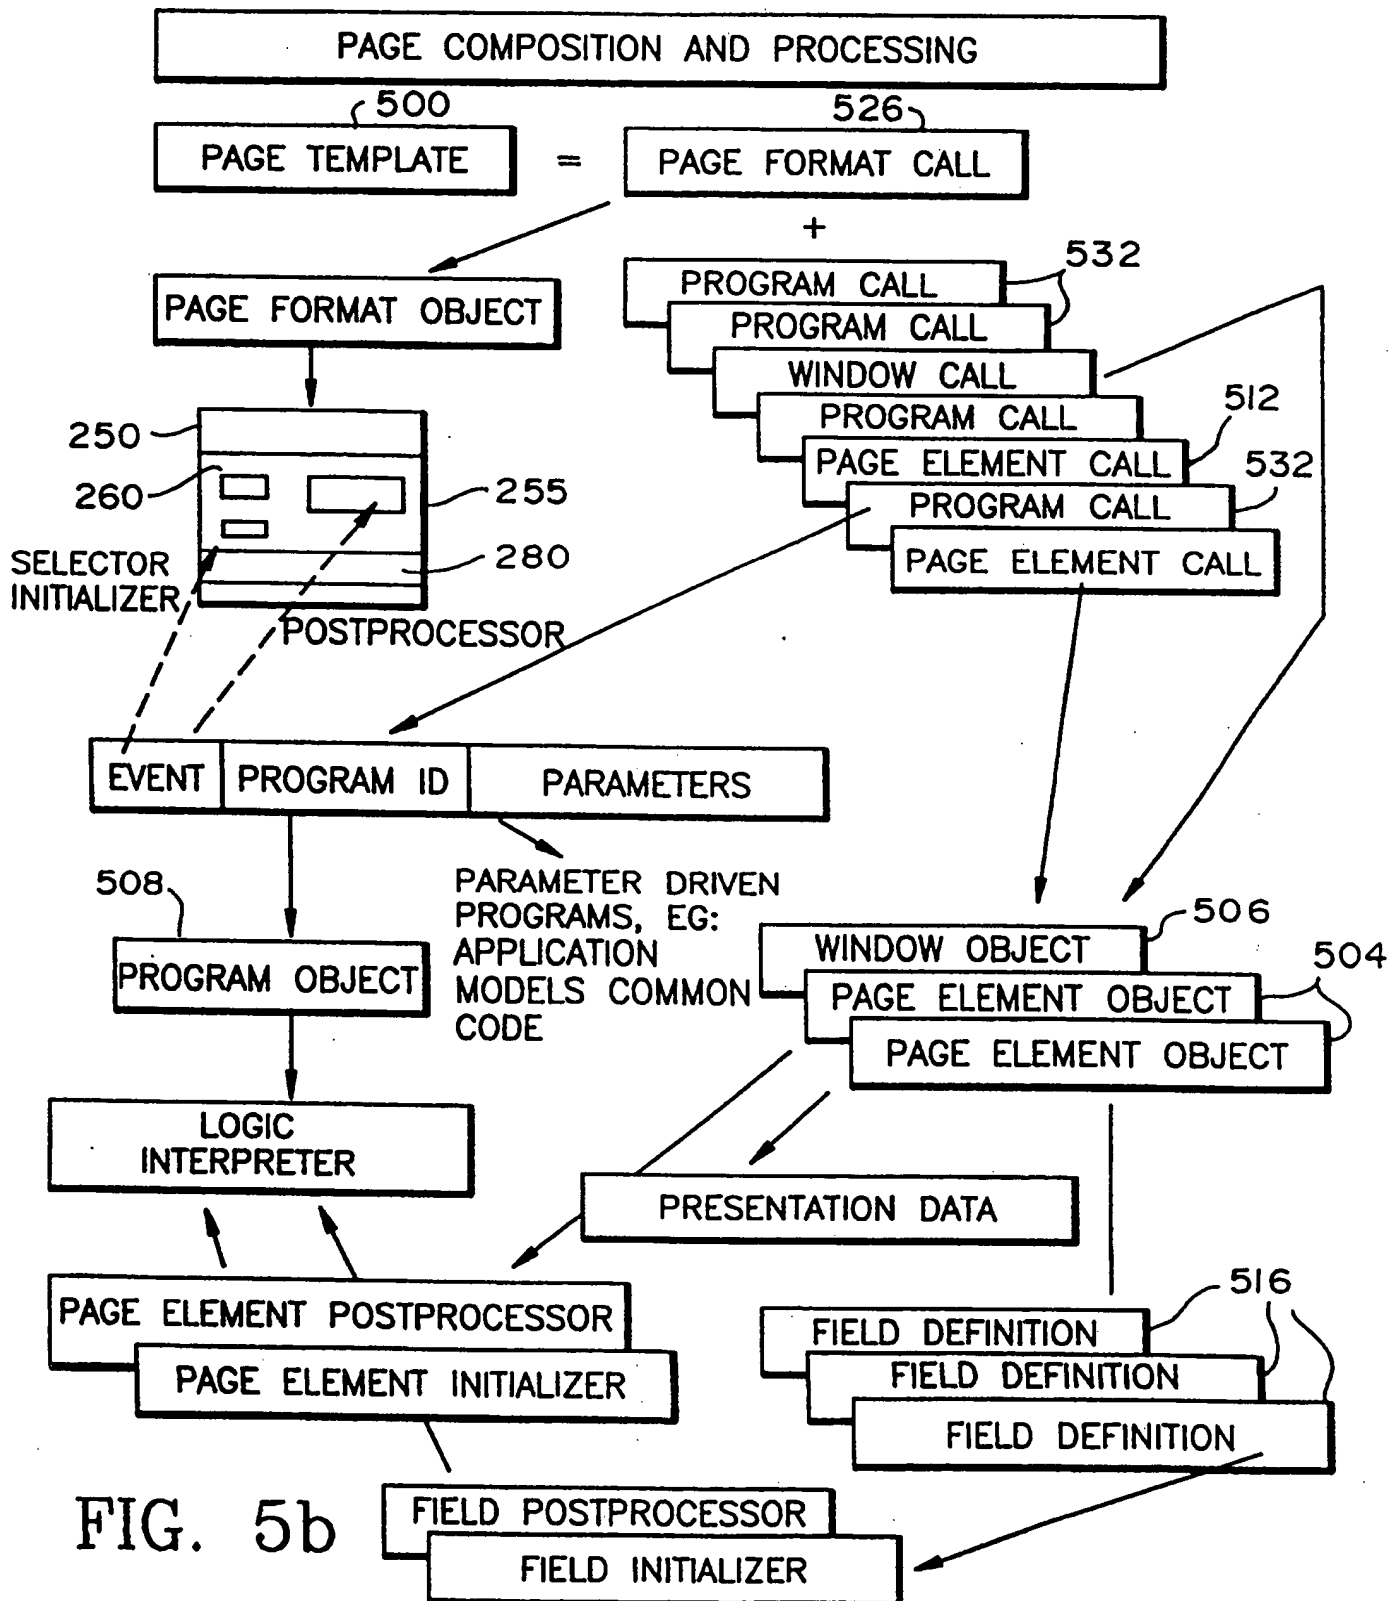 PAGE COMPOSITION AND PROCESSING
500
526
PAGE TEMPLATE
=
PAGE FORMAT CALL
+
532
PROGRAM CALL
PAGE FORMAT OBJECT
PROGRAM CALL
WINDOW CALL
PROGRAM CALL
512
250
PAGE ELEMENT CALL
532
260
255
PROGRAM CALL
280
PAGE ELEMENT CALL
SELECTOR
INITIALIZER
POSTPROCESSOR
EVENT
PROGRAM ID
PARAMETERS
508
PARAMETER DRIVEN
PROGRAMS, EG:
APPLICATION
MODELS COMMON
CODE
PROGRAM OBJECT
506
WINDOW OBJECT
504
PAGE ELEMENT OBJECT
PAGE ELEMENT OBJECT
LOGIC
INTERPRETER
PRESENTATION DATA
PAGE ELEMENT POSTPROCESSOR
PAGE ELEMENT INITIALIZER
516
FIELD DEFINITION
FIELD DEFINITION
FIELD DEFINITION
FIELD POSTPROCESSOR
FIELD INITIALIZER
FIG. 5b